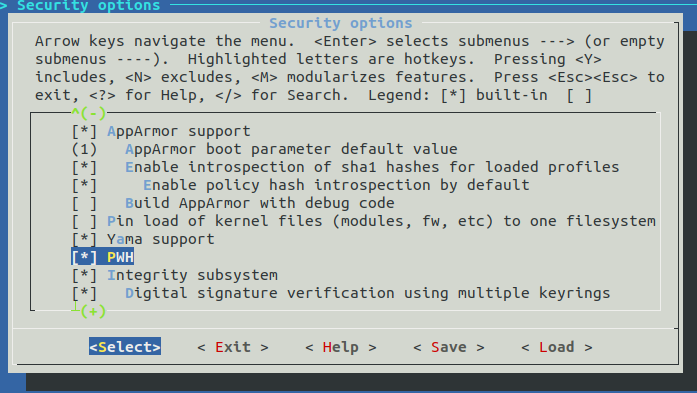 > Security options
Security options
Arrow keys navigate the menu.  <Enter> selects submenus ---> (or empty
submenus ----).  Highlighted letters are hotkeys.  Pressing <Y>
includes, <N> excludes, <M> modularizes features.  Press <Esc><Esc> to
exit, <?> for Help, </> for Search.  Legend: [*] built-in  [ ]
^(-)
[*] AppArmor support
(1)   AppArmor boot parameter default value
[*]   Enable introspection of sha1 hashes for loaded profiles
[*]     Enable policy hash introspection by default
[ ]   Build AppArmor with debug code
[ ] Pin load of kernel files (modules, fw, etc) to one filesystem
[*] Yama support
[*] PWH
[*] Integrity subsystem
[*]   Digital signature verification using multiple keyrings
(+)
<Select>    < Exit >    < Help >    < Save >    < Load >